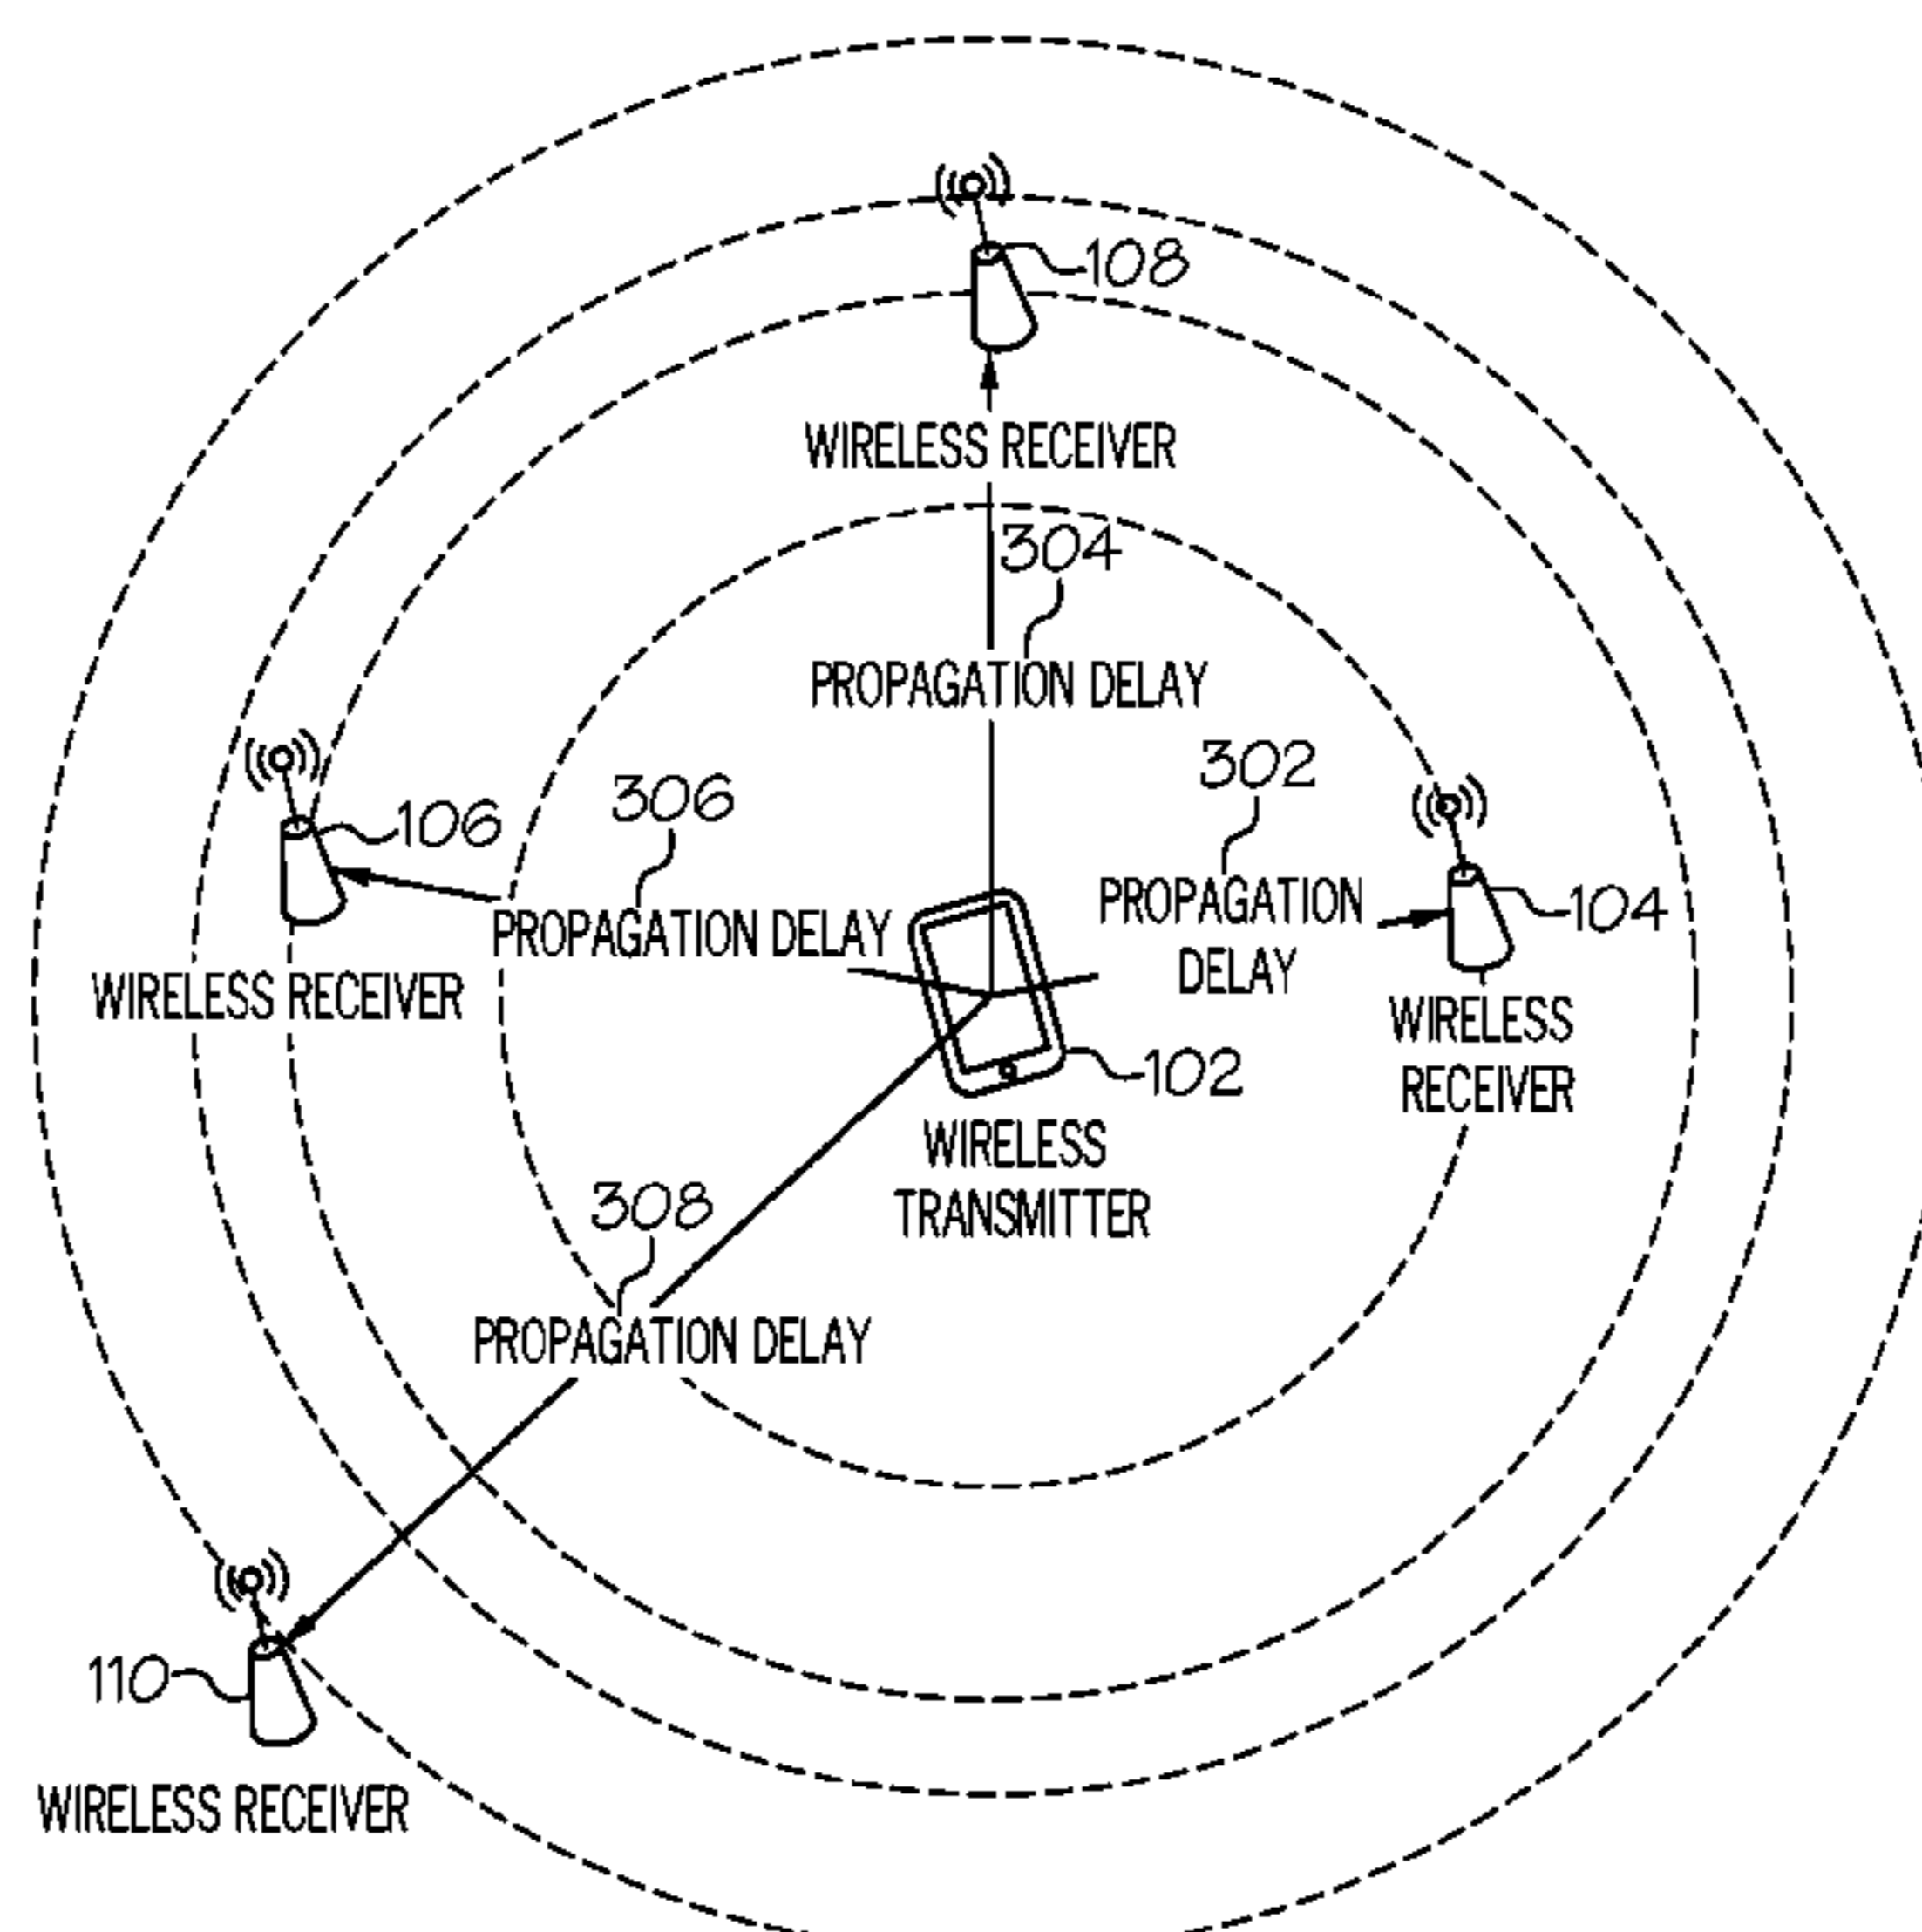 108
WIRELESS RECEIVER
304
PROPAGATION DELAY
302
PROPAGATION
DELAY
306
106
PROPAGATION DELAY
104
WIRELESS RECEIVER
WIRELESS
RECEIVER
102
WIRELESS
TRANSMITTER
308
PROPAGATION DELAY
110
WIRELESS RECEIVER